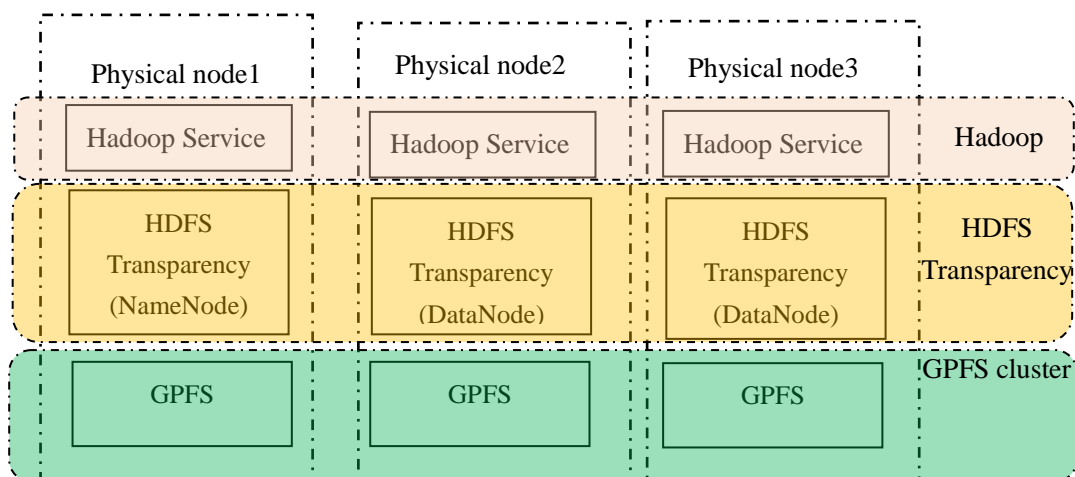 Physical node1
Physical node2
Physical node3
Hadoop Service
Hadoop Service
Hadoop Service
Hadoop
HDFS
Transparency
(NameNode)
HDFS
Transparency
(DataNode)
HDFS
Transparency
(DataNode)
HDFS
Transparency
GPFS
GPFS
GPFS
GPFS cluster